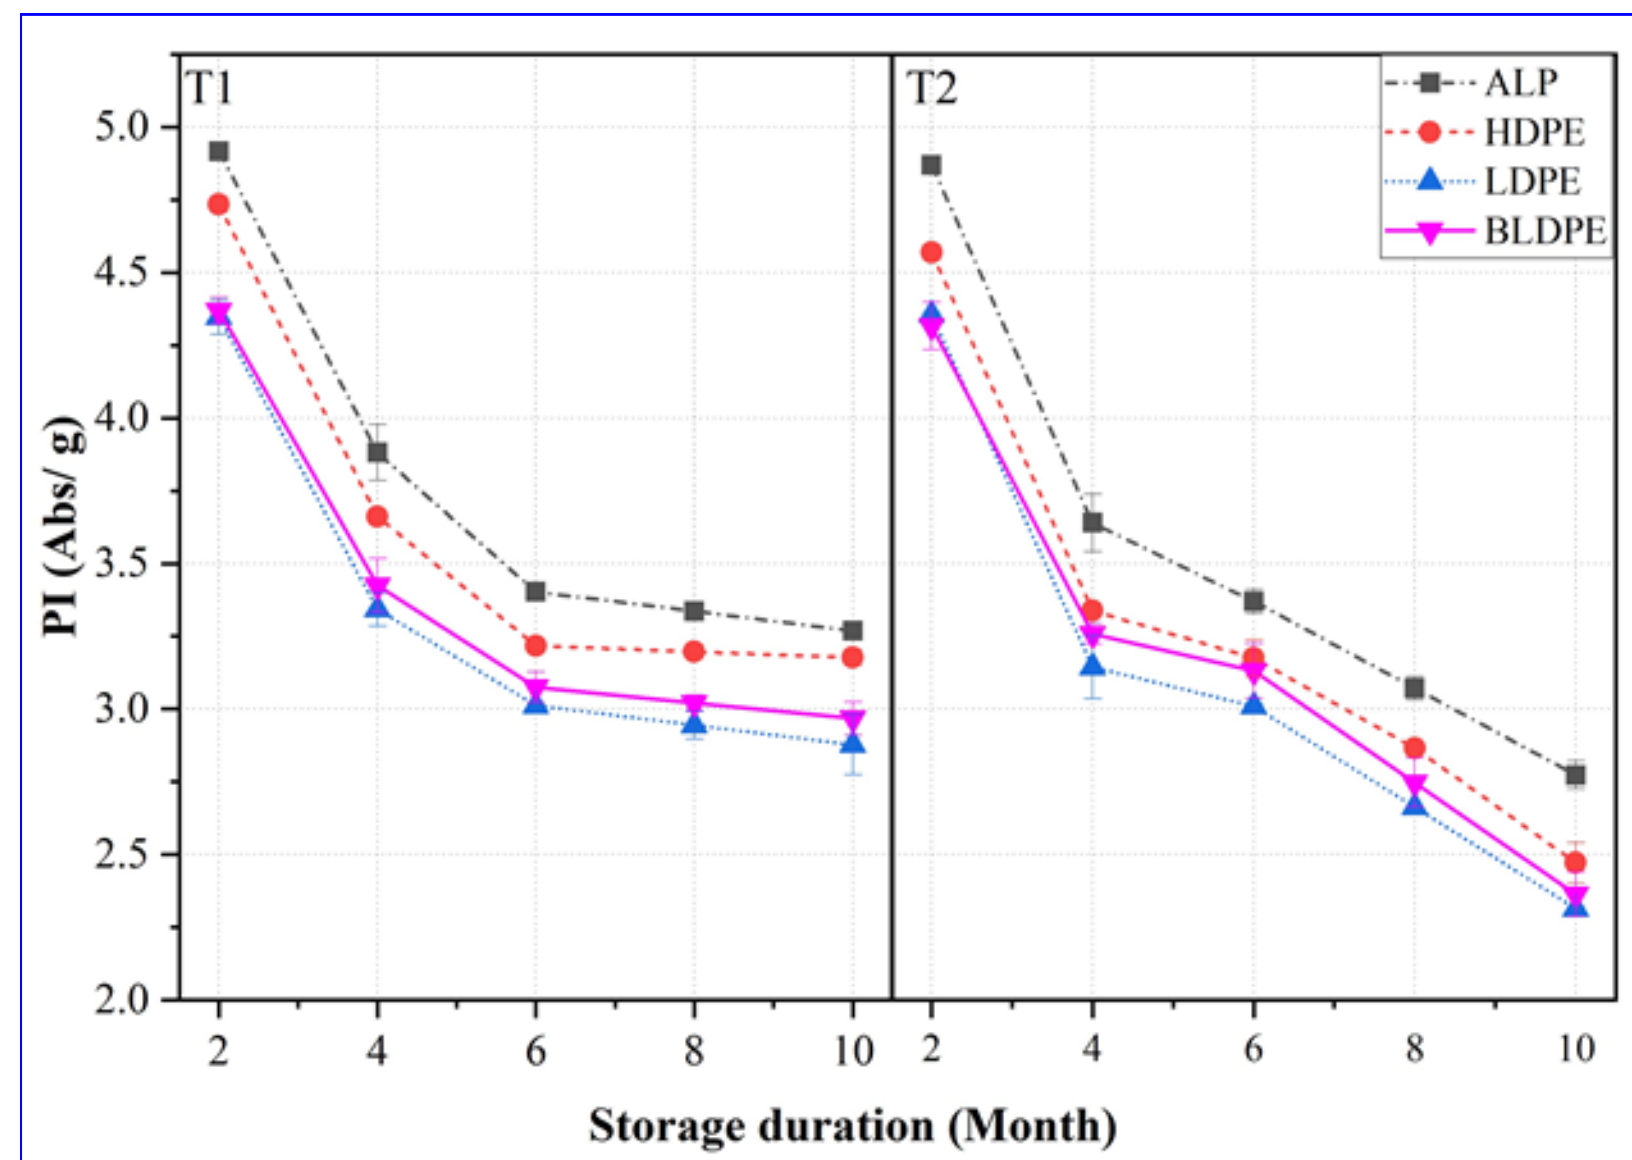 T1
T2
ALP
HDPE
LDPE
BLDPE
5.0
4.5
4.0
3.5
3.0
2.5
2.0
PI (Abs/ g)
2 4 6 8 10 2 4 6 8 10
Storage duration (Month)